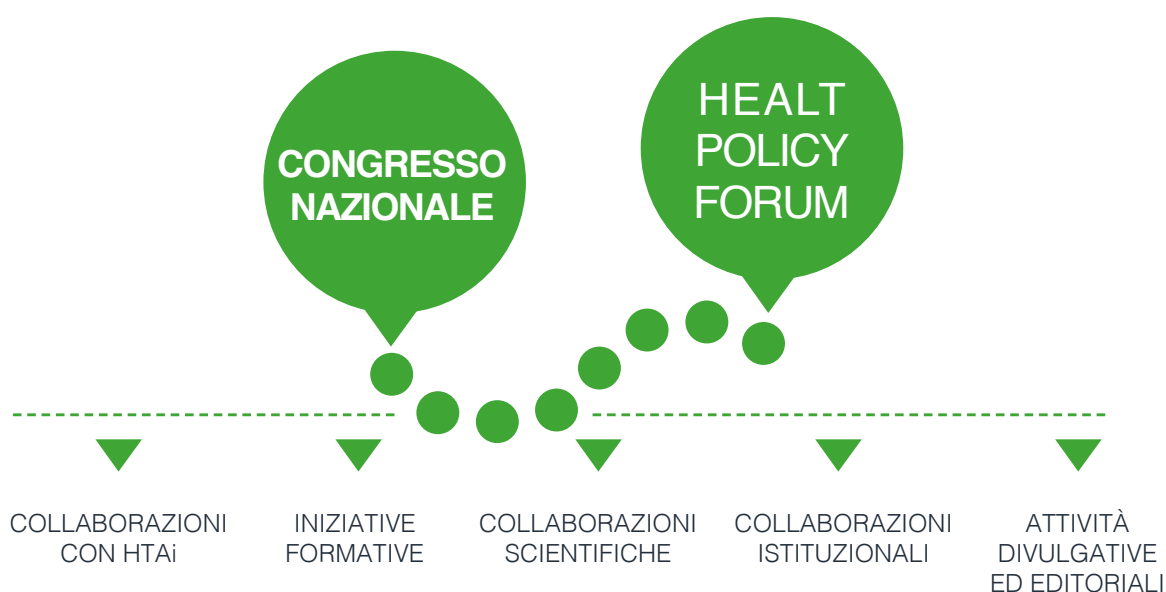 CONGRESSO
NAZIONALE
HEALT
POLICY
FORUM
COLLABORAZIONI
CON HTAi
INIZIATIVE
FORMATIVE
COLLABORAZIONI
SCIENTIFICHE
COLLABORAZIONI
ISTITUZIONALI
ATTIVITÀ
DIVULGATIVE
ED EDITORIALI